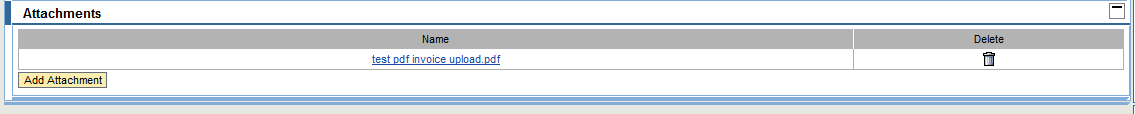 Attachments
Name Delete
test pdf invoice upload.pdf
Add Attachment